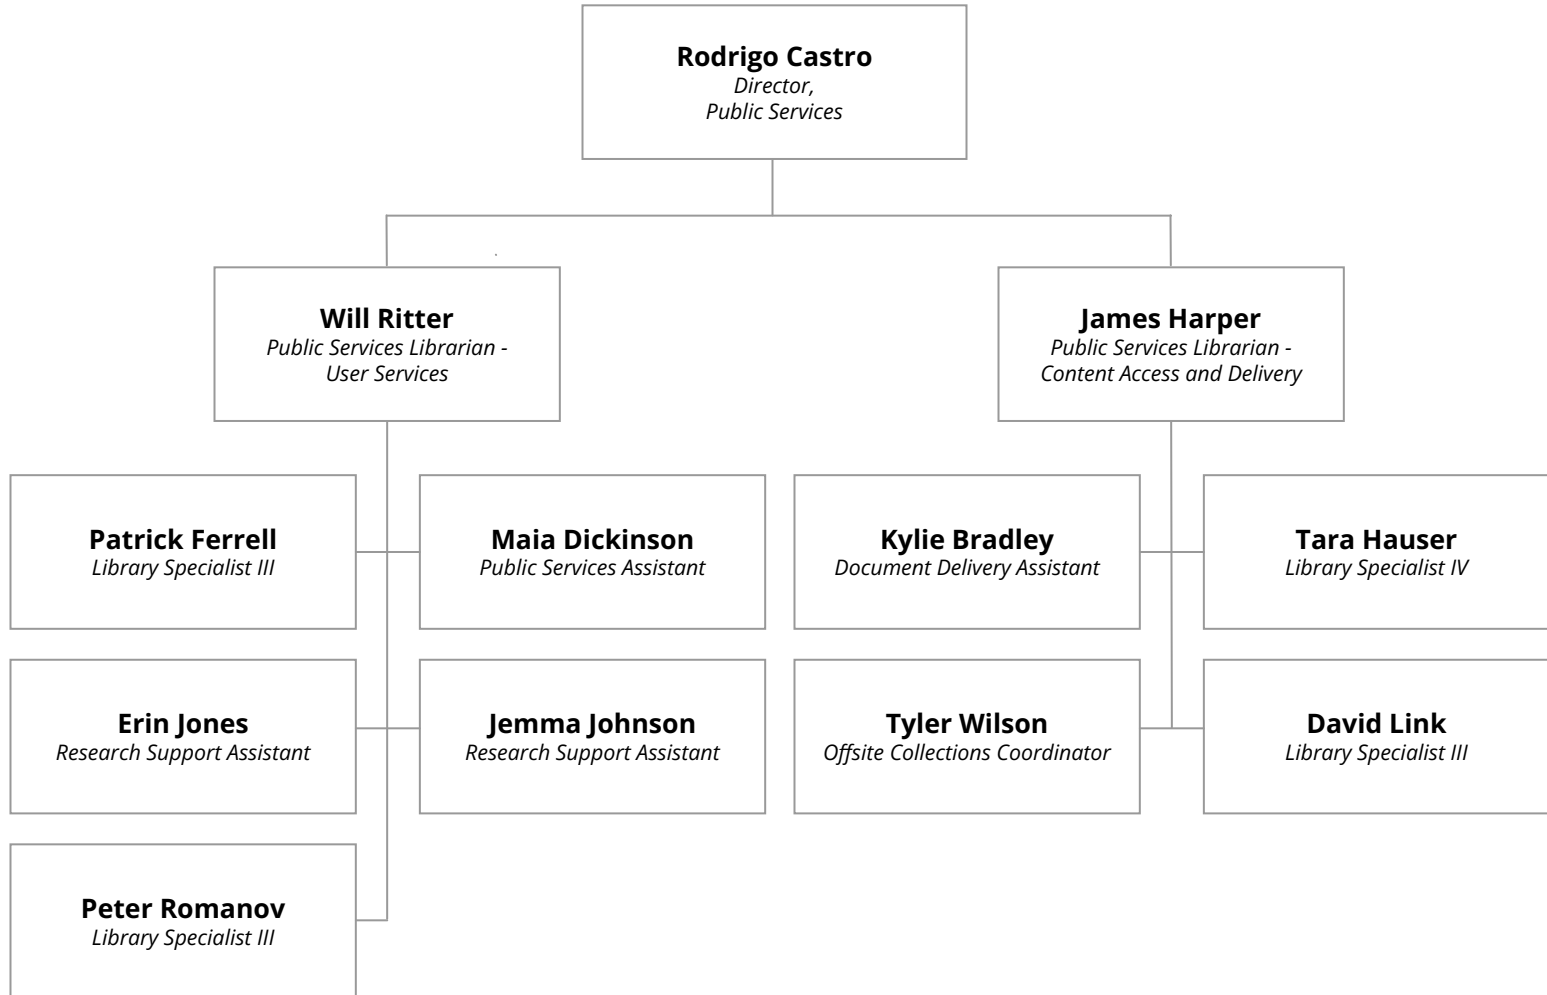 Rodrigo Castro
Director,
Public Services
Will Ritter
Public Services Librarian -
User Services
James Harper
Public Services Librarian -
Content Access and Delivery
Patrick Ferrell
Library Specialist III
Maia Dickinson
Public Services Assistant
Kylie Bradley
Document Delivery Assistant
Tara Hauser
Library Specialist IV
Erin Jones
Research Support Assistant
Jemma Johnson
Research Support Assistant
Tyler Wilson
Offsite Collections Coordinator
David Link
Library Specialist III
Peter Romanov
Library Specialist III